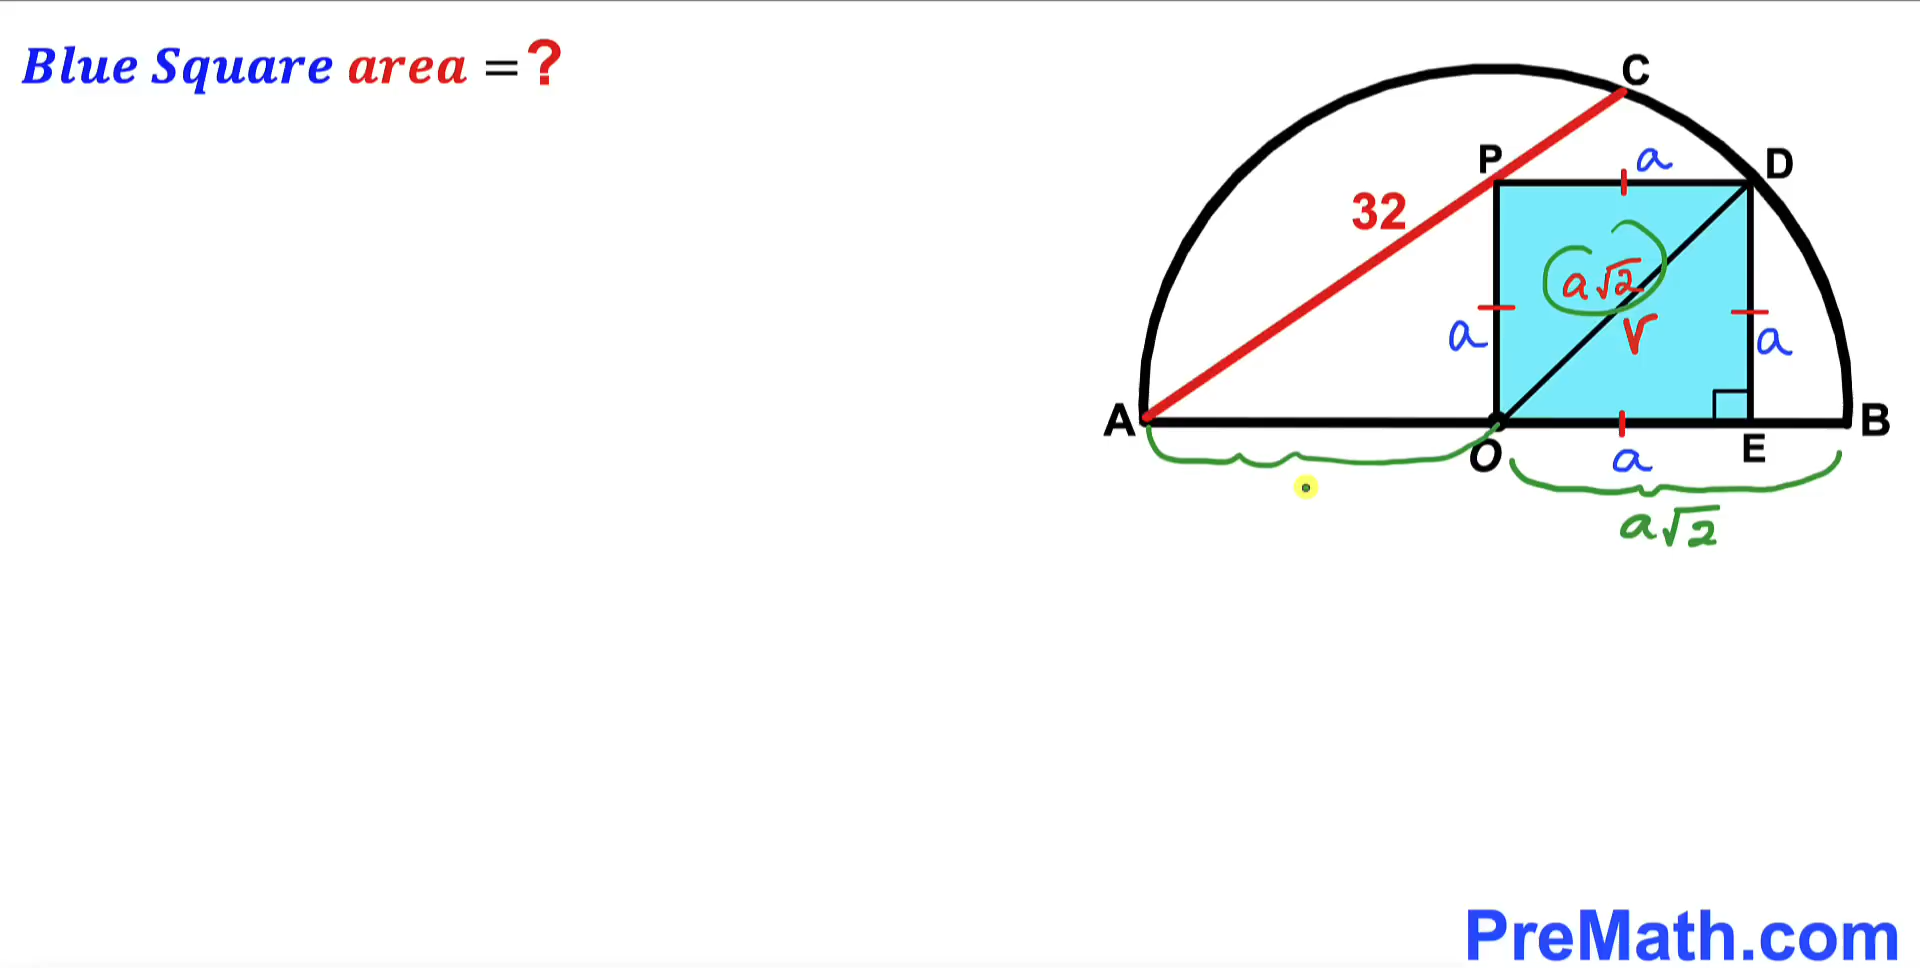 Blue Square area = ?
C
P
a
D
32
a√2
r
a
a
A
B
O
a
E
a√2
PreMath.com